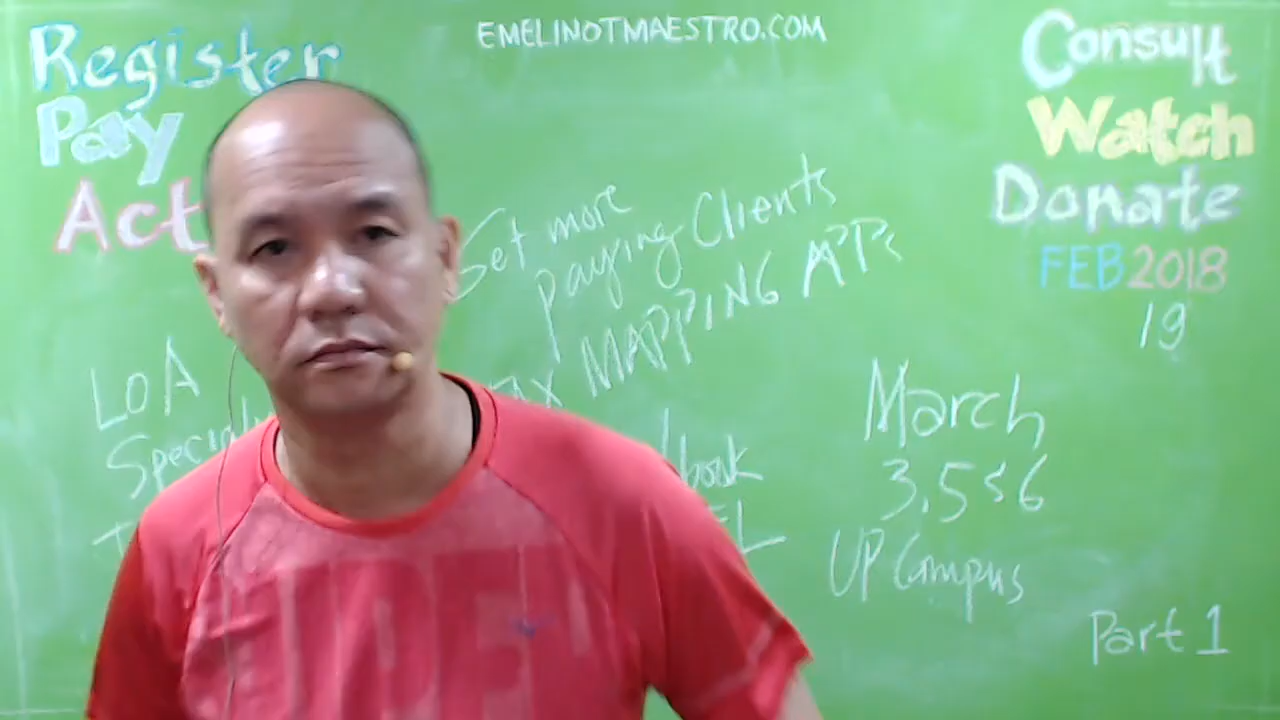 EMELINOTMAESTRO.COM
Register
Pay
Act
Consult
Watch
Donate
FEB 2018
19
Get more
paying Clients
MAPPING
LOA
March
3,5 & 6
UP Campus
Part 1